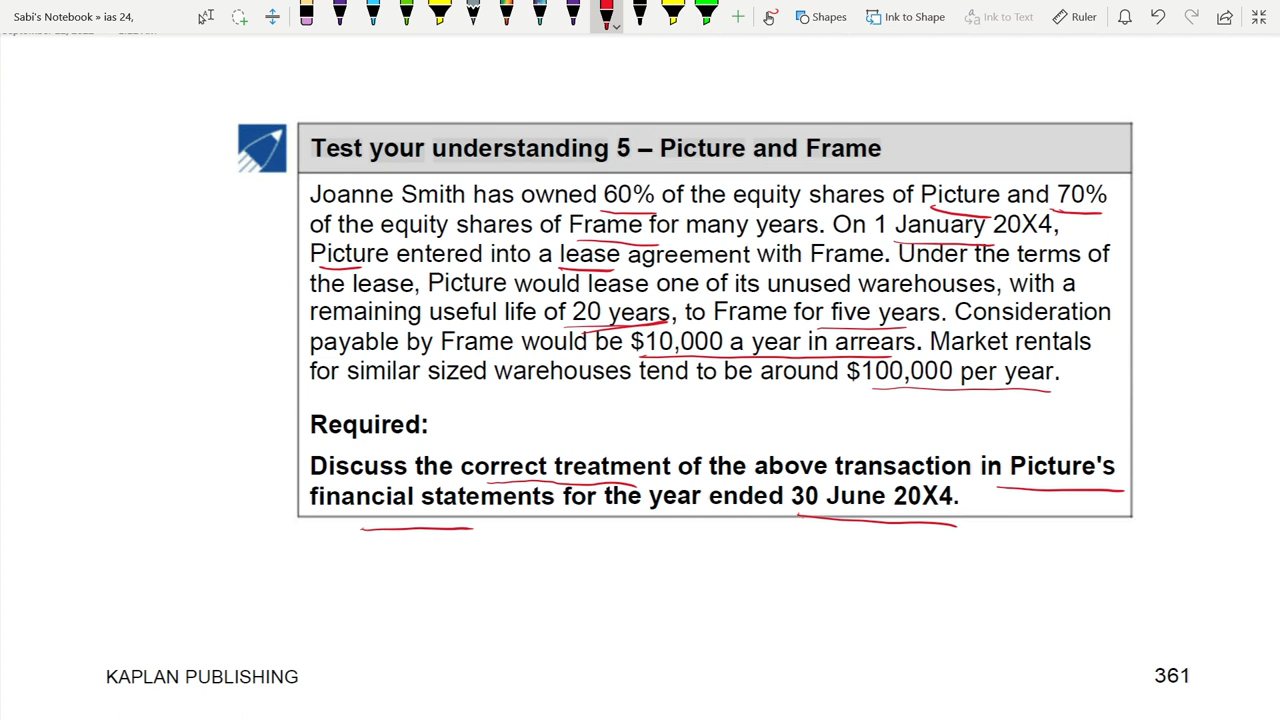 Sabi's Notebook » ias 24,
Shapes
Ink to Shape
Ink to Text
Ruler
Test your understanding 5 – Picture and Frame
Joanne Smith has owned 60% of the equity shares of Picture and 70%
of the equity shares of Frame for many years. On 1 January 20X4,
Picture entered into a lease agreement with Frame. Under the terms of
the lease, Picture would lease one of its unused warehouses, with a
remaining useful life of 20 years, to Frame for five years. Consideration
payable by Frame would be $10,000 a year in arrears. Market rentals
for similar sized warehouses tend to be around $100,000 per year.
Required:
Discuss the correct treatment of the above transaction in Picture's
financial statements for the year ended 30 June 20X4.
KAPLAN PUBLISHING
361